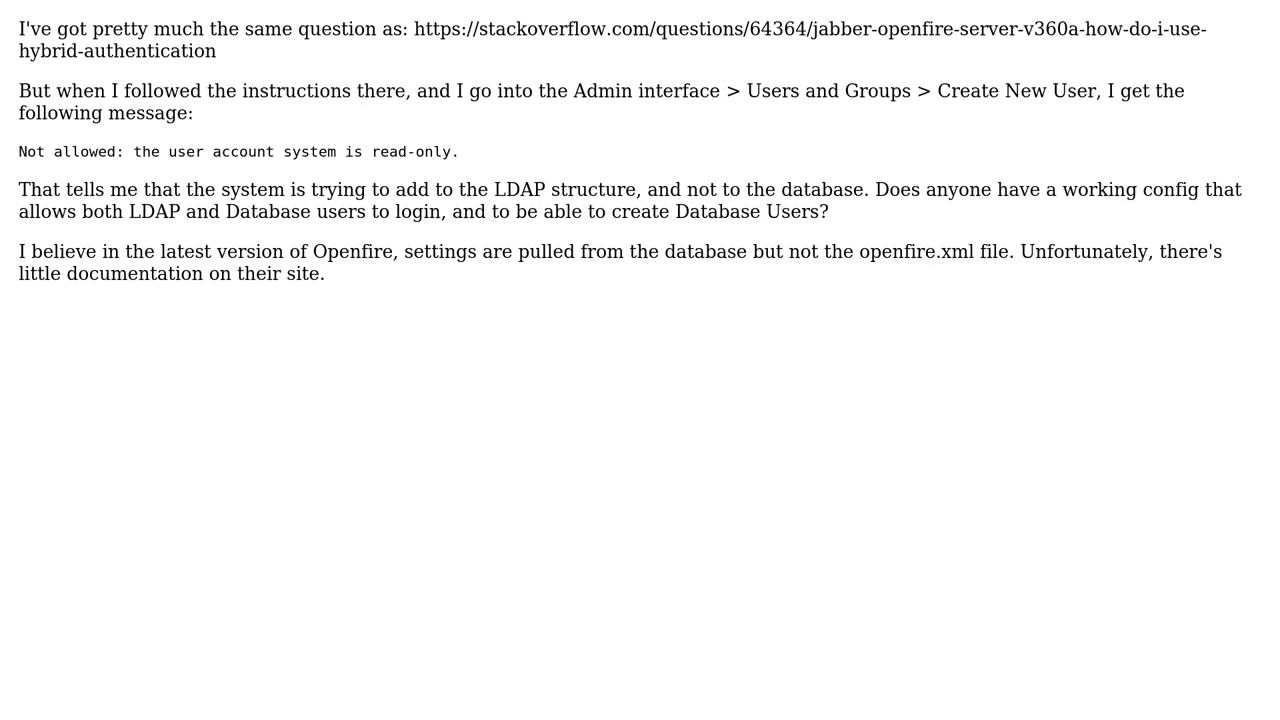 I've got pretty much the same question as: https://stackoverflow.com/questions/64364/jabber-openfire-server-v360a-how-do-i-use-
hybrid-authentication
But when I followed the instructions there, and I go into the Admin interface > Users and Groups > Create New User, I get the
following message:
Not allowed: the user account system is read-only.
That tells me that the system is trying to add to the LDAP structure, and not to the database. Does anyone have a working config that
allows both LDAP and Database users to login, and to be able to create Database Users?
I believe in the latest version of Openfire, settings are pulled from the database but not the openfire.xml file. Unfortunately, there's
little documentation on their site.